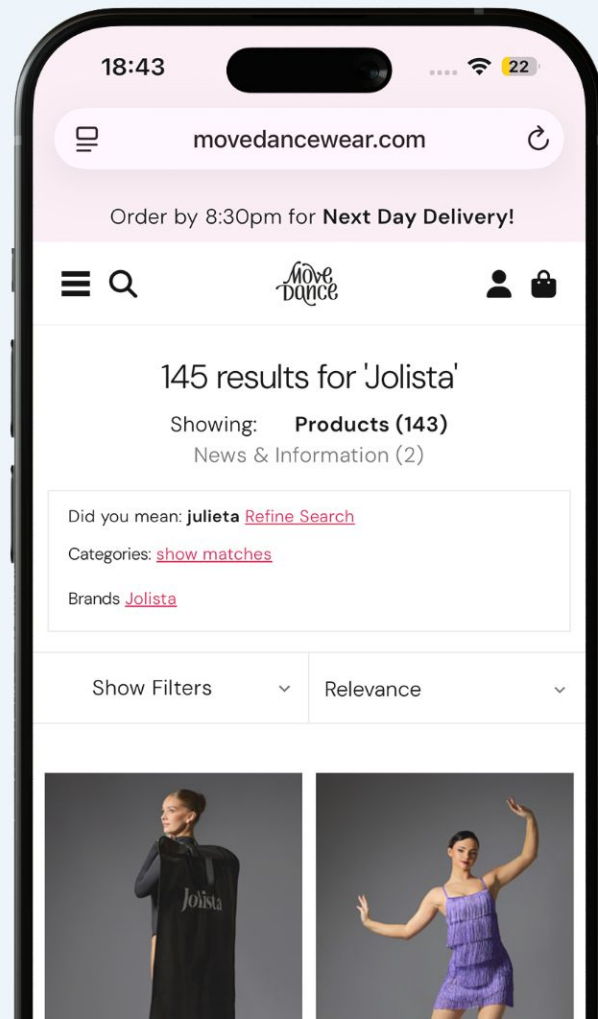 18:43
22
movedancewear.com
Order by 8:30pm for Next Day Delivery!
Move
Dance
145 results for 'Jolista'
Showing: Products (143)
News & Information (2)
Did you mean: julieta Refine Search
Categories: show matches
Brands Jolista
Show Filters
Relevance
Jolista